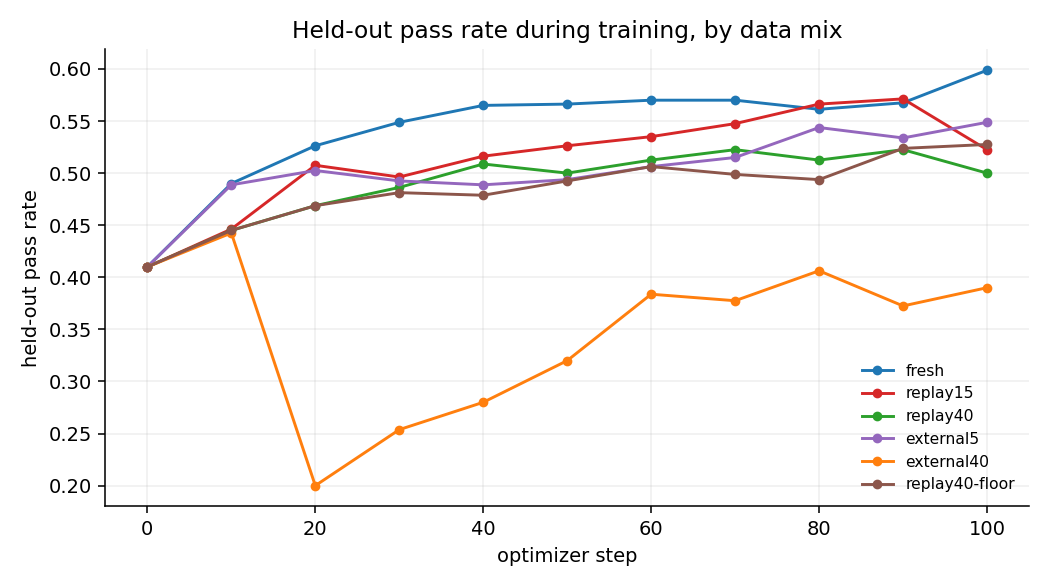 Held-out pass rate during training, by data mix
held-out pass rate
0.60
0.55
0.50
0.45
0.40
0.35
0.30
0.25
0.20
fresh
replay15
replay40
external5
external40
replay40-floor
0 20 40 60 80 100
optimizer step